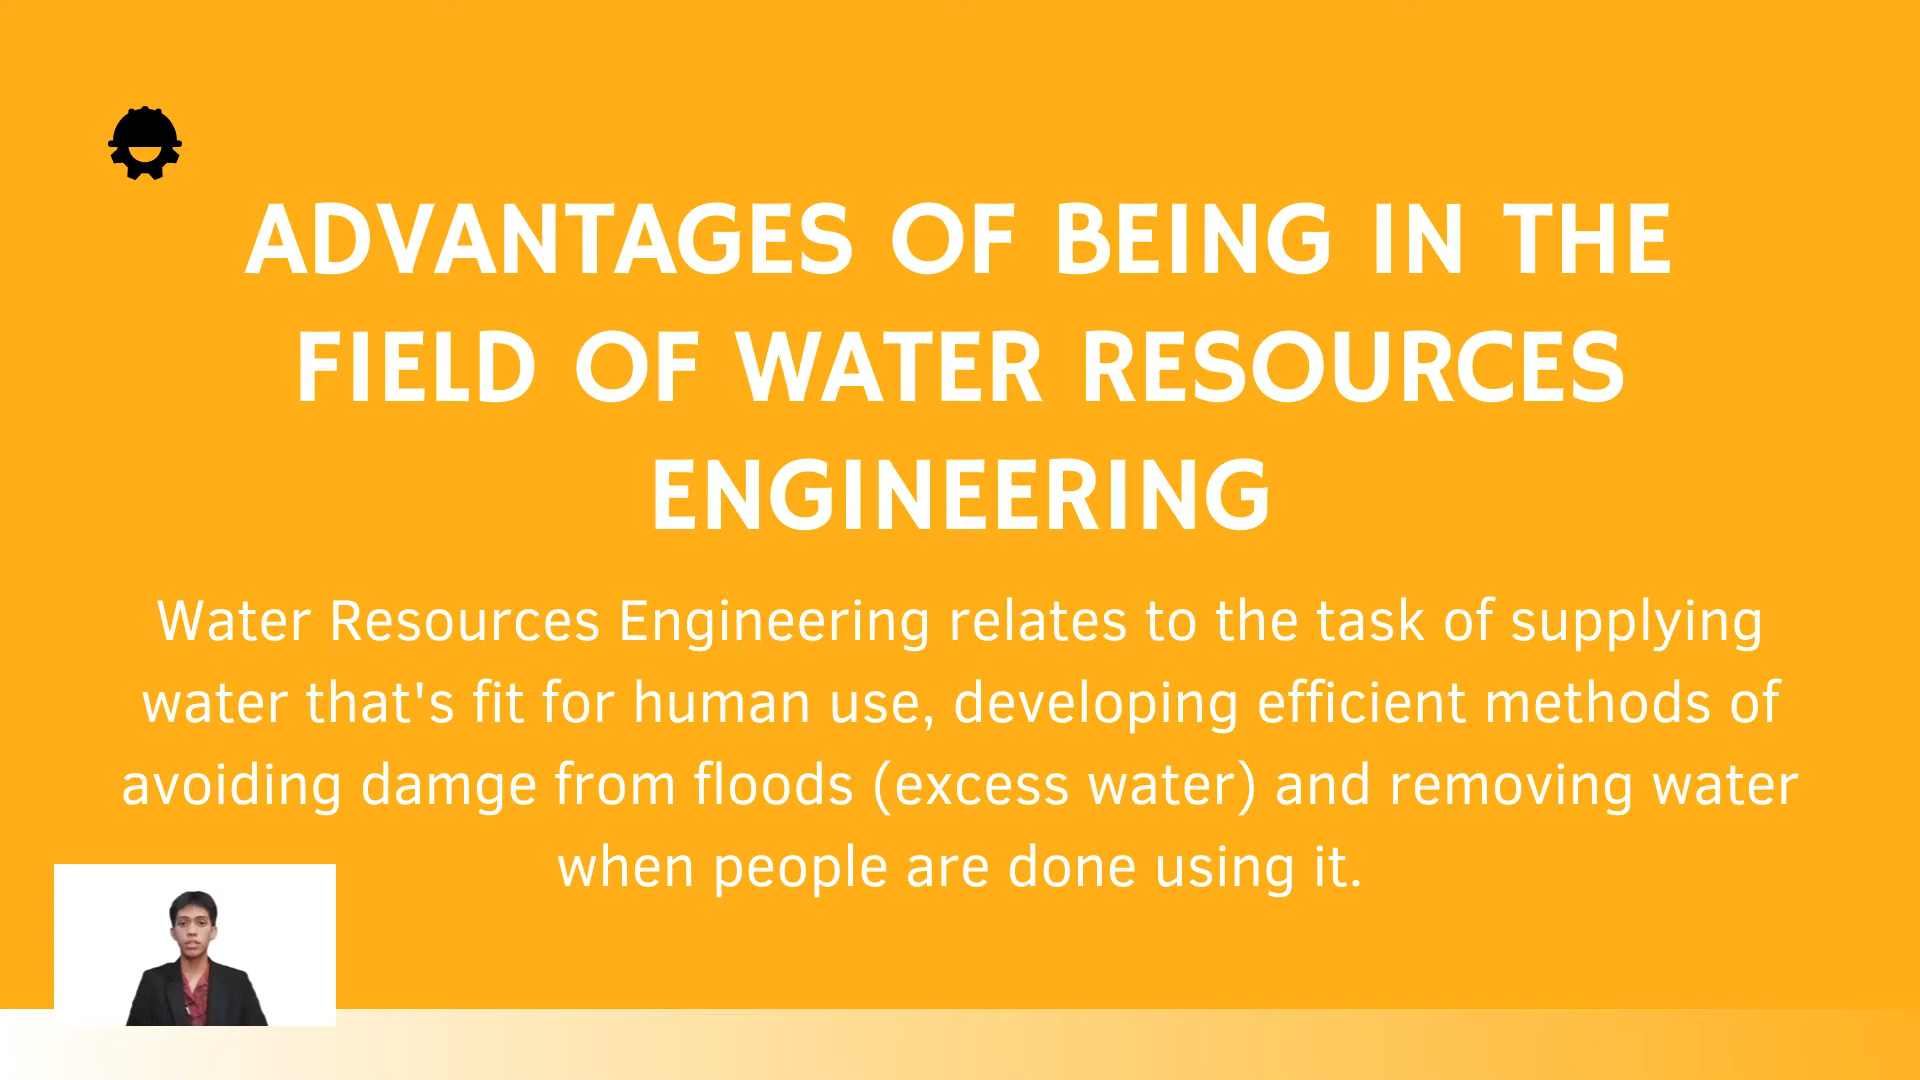 ADVANTAGES OF BEING IN THE
FIELD OF WATER RESOURCES
ENGINEERING
Water Resources Engineering relates to the task of supplying
water that's fit for human use, developing efficient methods of
avoiding damge from floods (excess water) and removing water
when people are done using it.